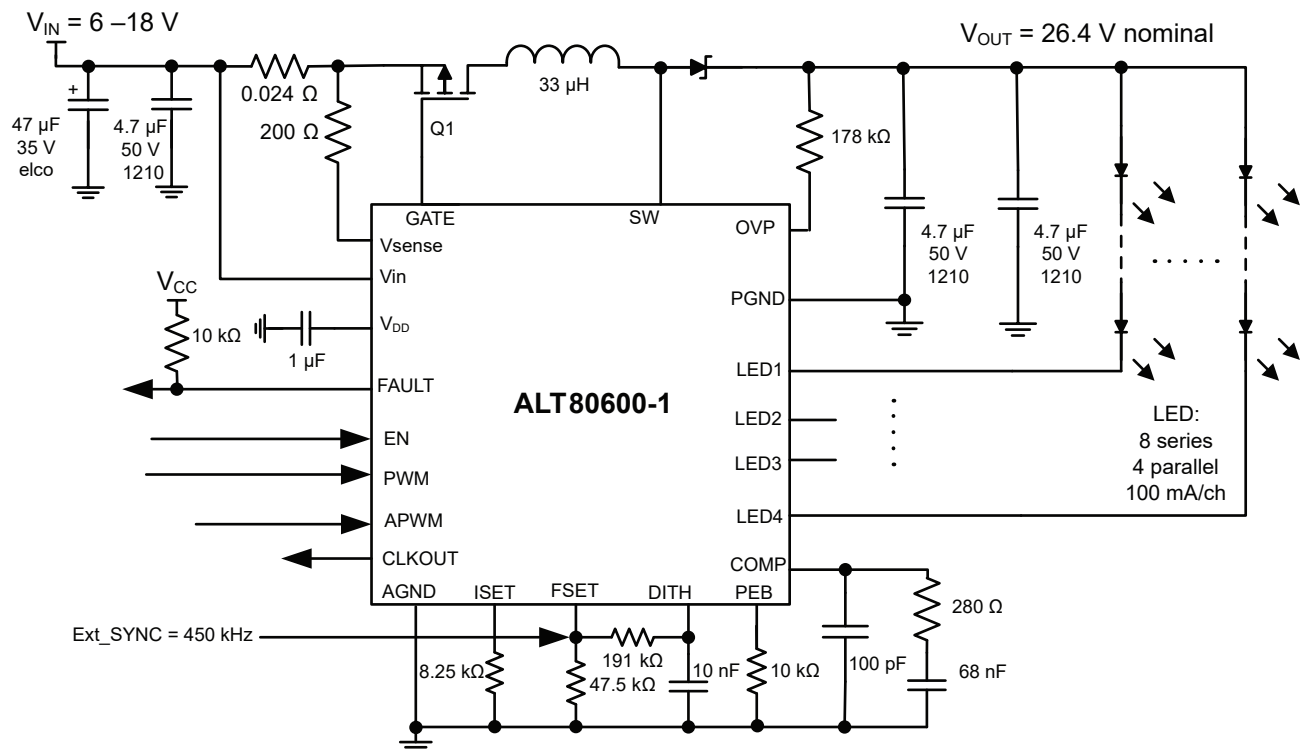 V_IN = 6 –18 V
V_OUT = 26.4 V nominal
0.024 Ω
33 µH
+
47 µF
35 V
elco
4.7 µF
50 V
1210
200 Ω
Q1
178 kΩ
GATE
SW
OVP
Vsense
Vin
4.7 µF
50 V
1210
4.7 µF
50 V
1210
V_CC
PGND
10 kΩ
V_DD
1 µF
LED1
FAULT
ALT80600-1
LED2
LED:
8 series
4 parallel
100 mA/ch
EN
LED3
PWM
APWM
LED4
CLKOUT
COMP
AGND
ISET
FSET
DITH
PEB
280 Ω
Ext_SYNC = 450 kHz
8.25 kΩ
191 kΩ
47.5 kΩ
10 nF
10 kΩ
100 pF
68 nF